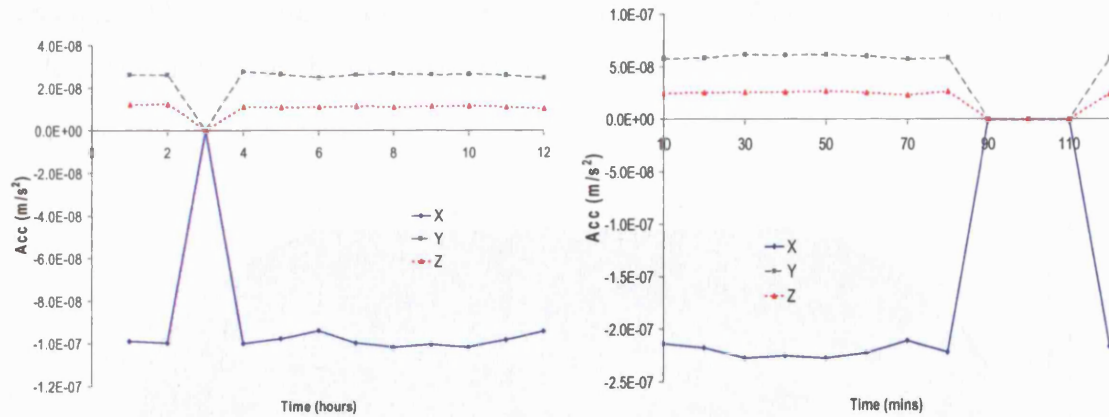 4.0E-08
2.0E-08
0.0E+00
-2.0E-08
-4.0E-08
-6.0E-08
-8.0E-08
-1.0E-07
-1.2E-07
0 2 4 6 8 10 12
Acc (m/s²)
Time (hours)
X
Y
Z
1.0E-07
5.0E-08
0.0E+00
-5.0E-08
-1.0E-07
-1.5E-07
-2.0E-07
-2.5E-07
10 30 50 70 90 110
Acc (m/s²)
Time (mins)
X
Y
Z